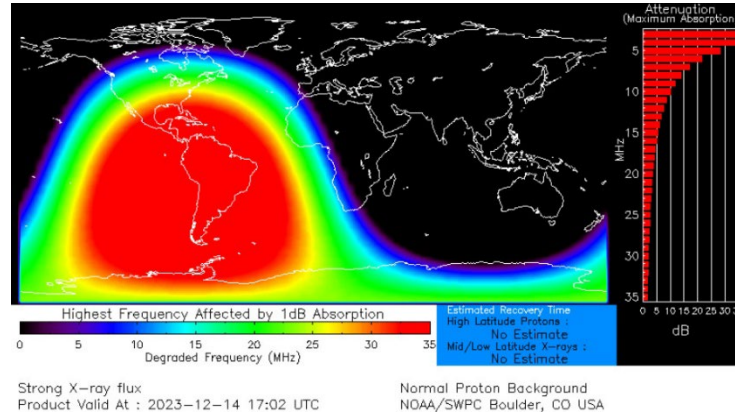 Attenuation
(Maximum Absorption
5
10
15
20
25
30
35
MHz
0 5 10 15 20 25 30 3
dB
Highest Frequency Affected by 1dB Absorption
0 5 10 15 20 25 30 35
Degraded Frequency (MHz)
Estimated Recovery Time
High Latitude Protons :
No Estimate
Mid/Low Latitude X-rays :
No Estimate
Strong X-ray flux
Product Valid At : 2023-12-14 17:02 UTC
Normal Proton Background
NOAA/SWPC Boulder, CO USA